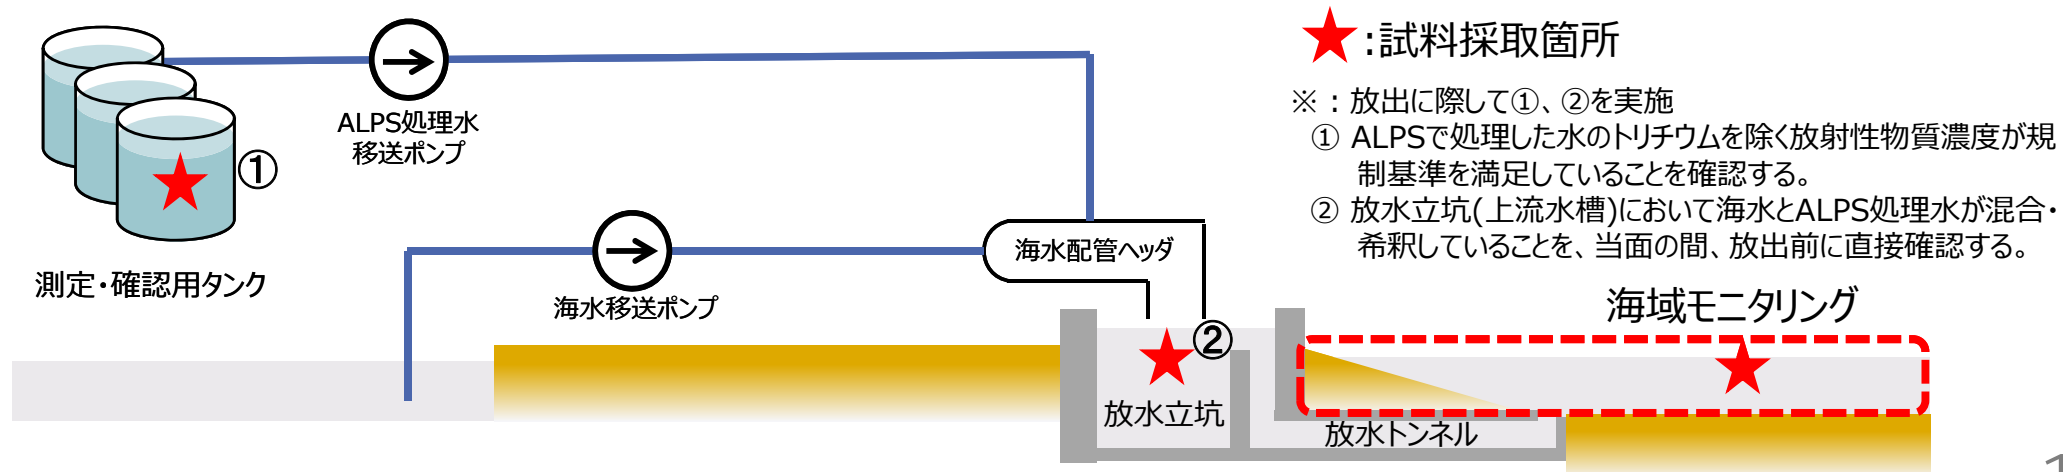 ★:試料採取箇所
※：放出に際して①、②を実施
① ALPSで処理した水のトリチウムを除く放射性物質濃度が規
制基準を満足していることを確認する。
② 放水立坑(上流水槽)において海水とALPS処理水が混合・
希釈していることを、当面の間、放出前に直接確認する。
ALPS処理水
移送ポンプ
①
測定・確認用タンク
海水配管ヘッダ
海水移送ポンプ
海域モニタリング
②
放水立坑
放水トンネル